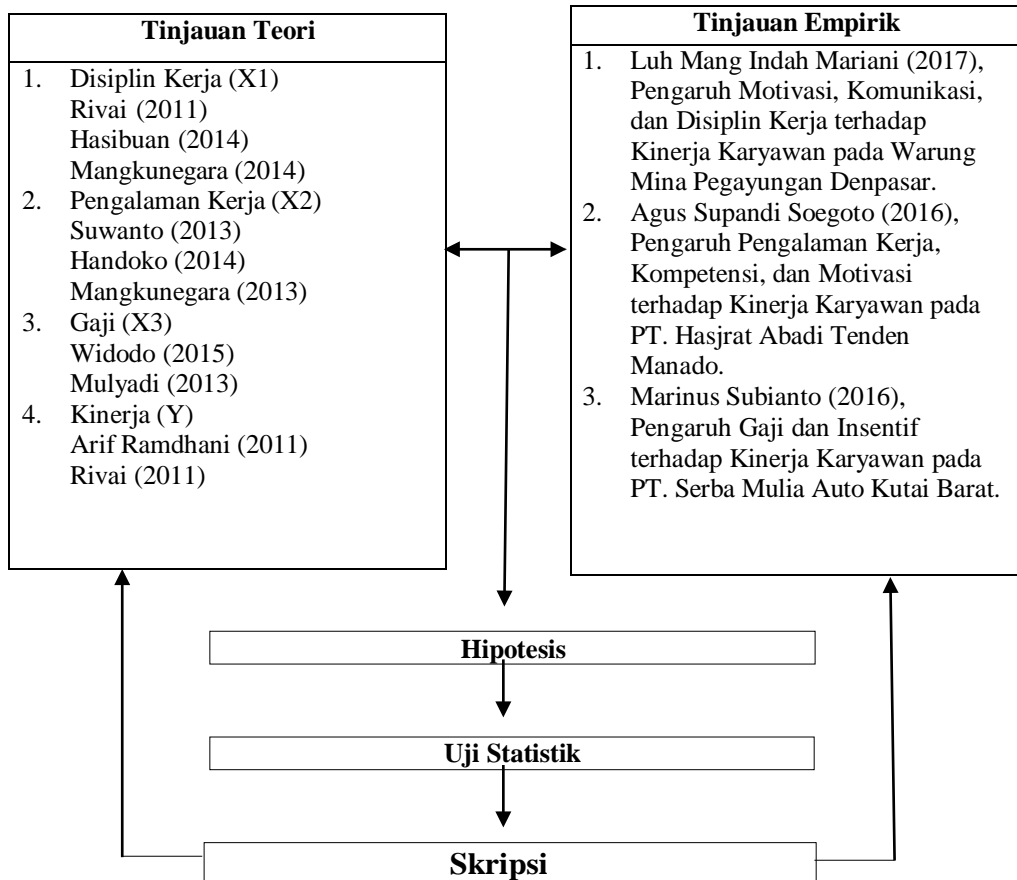 Tinjauan Teori
1. Disiplin Kerja (X1)
Rivai (2011)
Hasibuan (2014)
Mangkunegara (2014)
2. Pengalaman Kerja (X2)
Suwanto (2013)
Handoko (2014)
Mangkunegara (2013)
3. Gaji (X3)
Widodo (2015)
Mulyadi (2013)
4. Kinerja (Y)
Arif Ramdhani (2011)
Rivai (2011)
Tinjauan Empirik
1. Luh Mang Indah Mariani (2017),
Pengaruh Motivasi, Komunikasi,
dan Disiplin Kerja terhadap
Kinerja Karyawan pada Warung
Mina Pegayungan Denpasar.
2. Agus Supandi Soegoto (2016),
Pengaruh Pengalaman Kerja,
Kompetensi, dan Motivasi
terhadap Kinerja Karyawan pada
PT. Hasjrat Abadi Tenden
Manado.
3. Marinus Subianto (2016),
Pengaruh Gaji dan Insentif
terhadap Kinerja Karyawan pada
PT. Serba Mulia Auto Kutai Barat.
Hipotesis
Uji Statistik
Skripsi